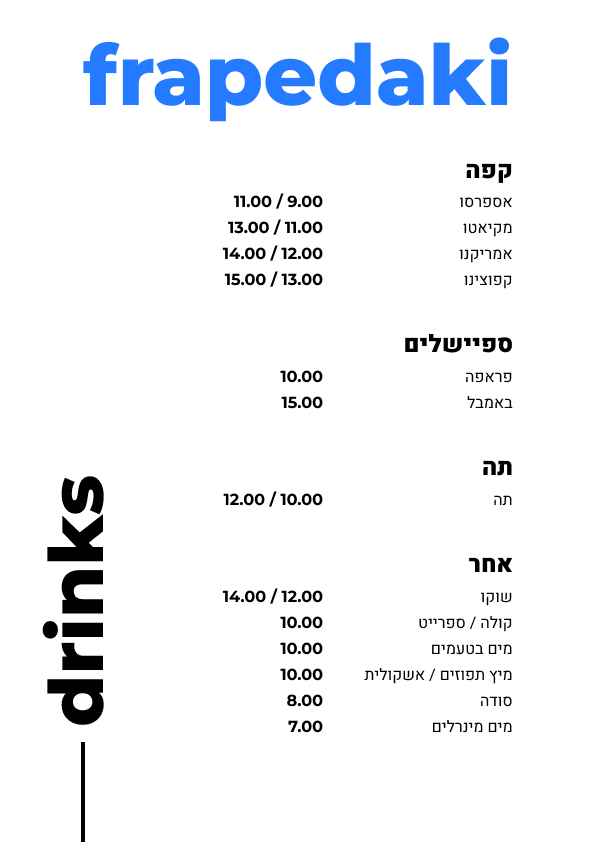 frapedaki
קפה
אספרסו 11.00 / 9.00
מקיאטו 13.00 / 11.00
אמריקנו 14.00 / 12.00
קפוצינו 15.00 / 13.00
ספיישלים
פראפה 10.00
באמבל 15.00
תה
תה 12.00 / 10.00
אחר
שוקו 14.00 / 12.00
קולה / ספרייט 10.00
מים בטעמים 10.00
מיץ תפוזים / אשקולית 10.00
סודה 8.00
מים מינרלים 7.00
drinks